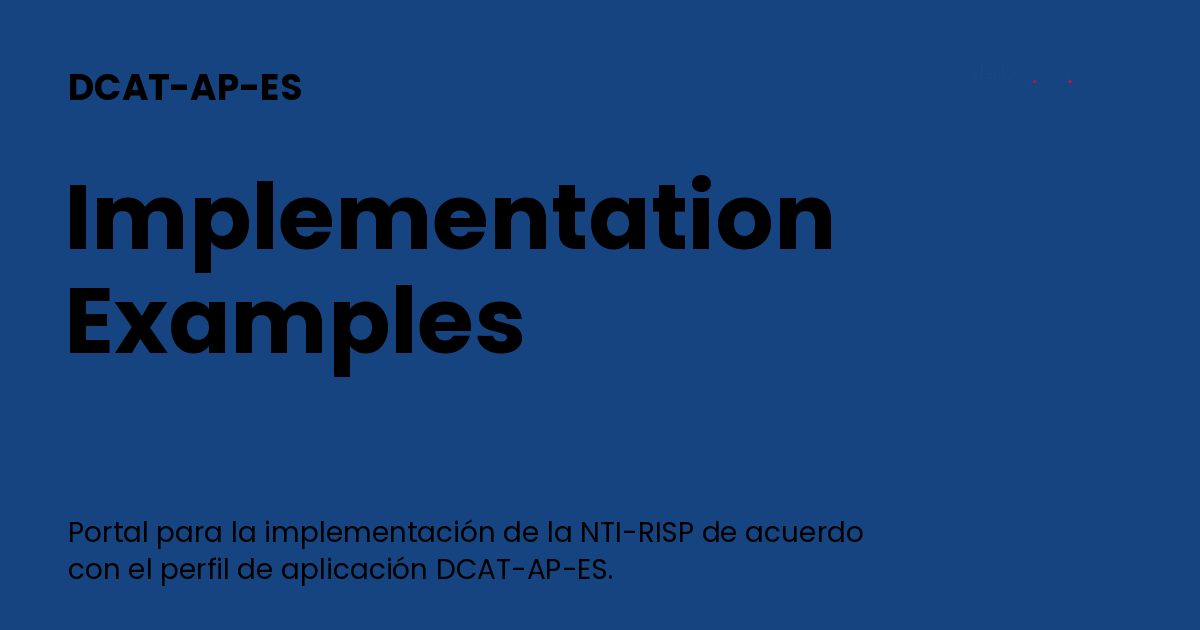 DCAT-AP-ES
Implementation
Examples
Portal para la implementación de la NTI-RISP de acuerdo
con el perfil de aplicación DCAT-AP-ES.